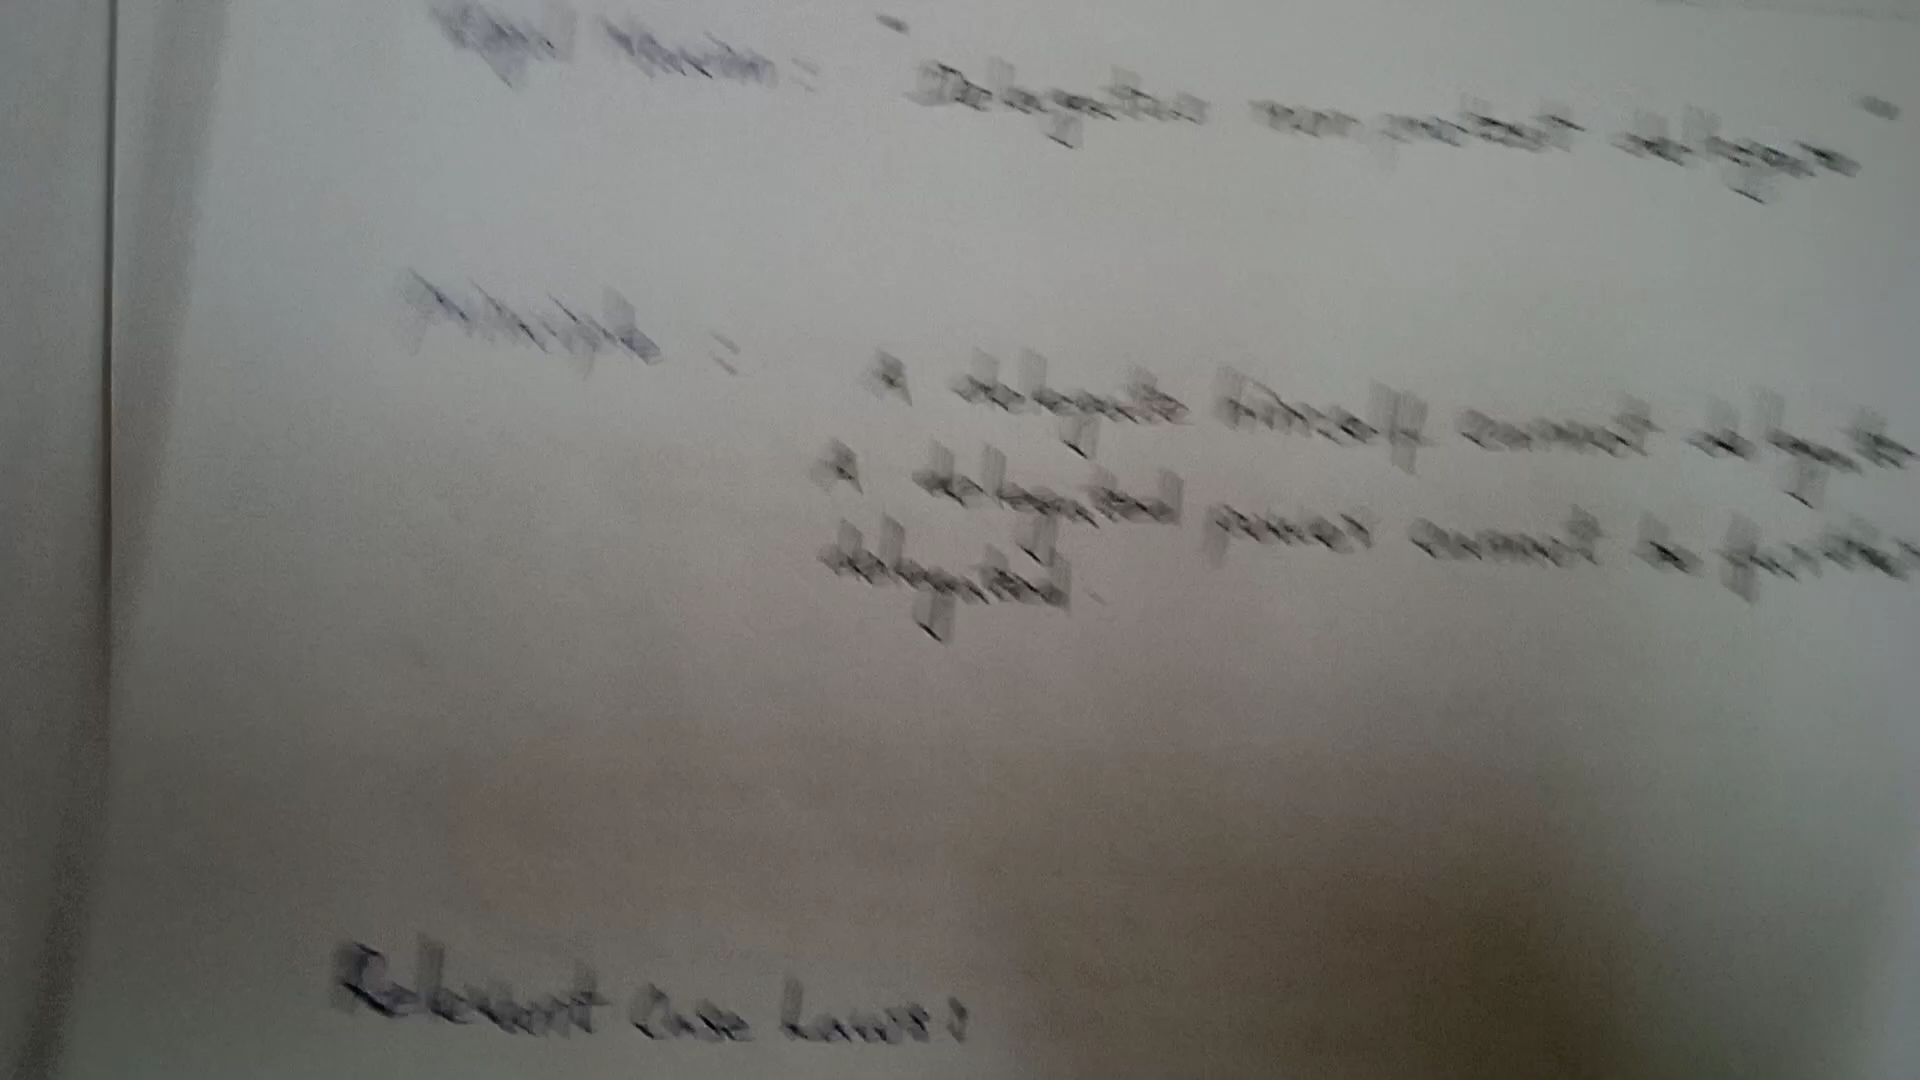 Legal Maxim = " Delegatus non potest delegare "
Principle = A delegate himself cannot delegate
A delegated power cannot be further
delegated.
Relevant Case Laws: